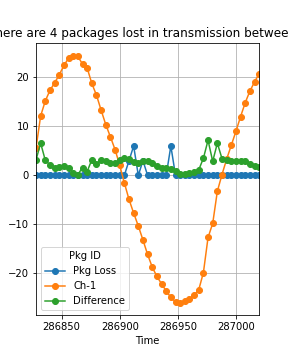 here are 4 packages lost in transmission betwee
20
10
0
−10
−20
Pkg ID
Pkg Loss
Ch-1
Difference
286850 286900 286950 287000
Time